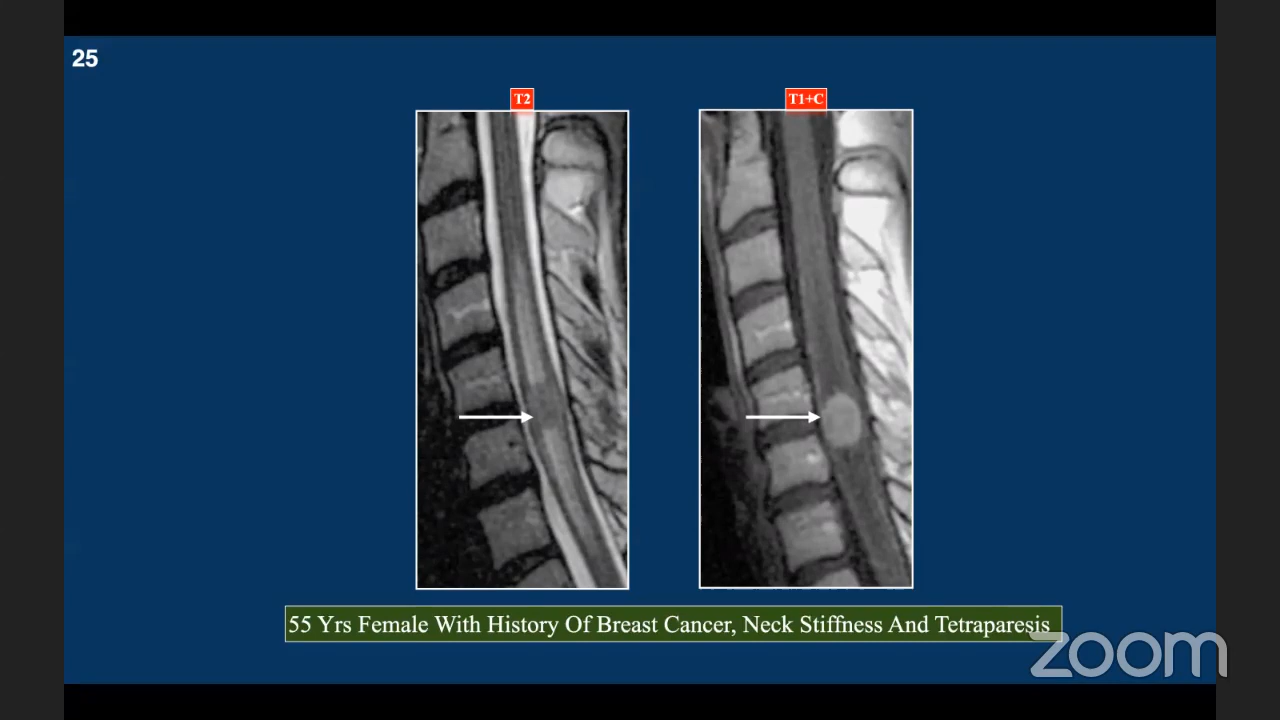 25
T2
T1+C
55 Yrs Female With History Of Breast Cancer, Neck Stiffness And Tetraparesis
zoom